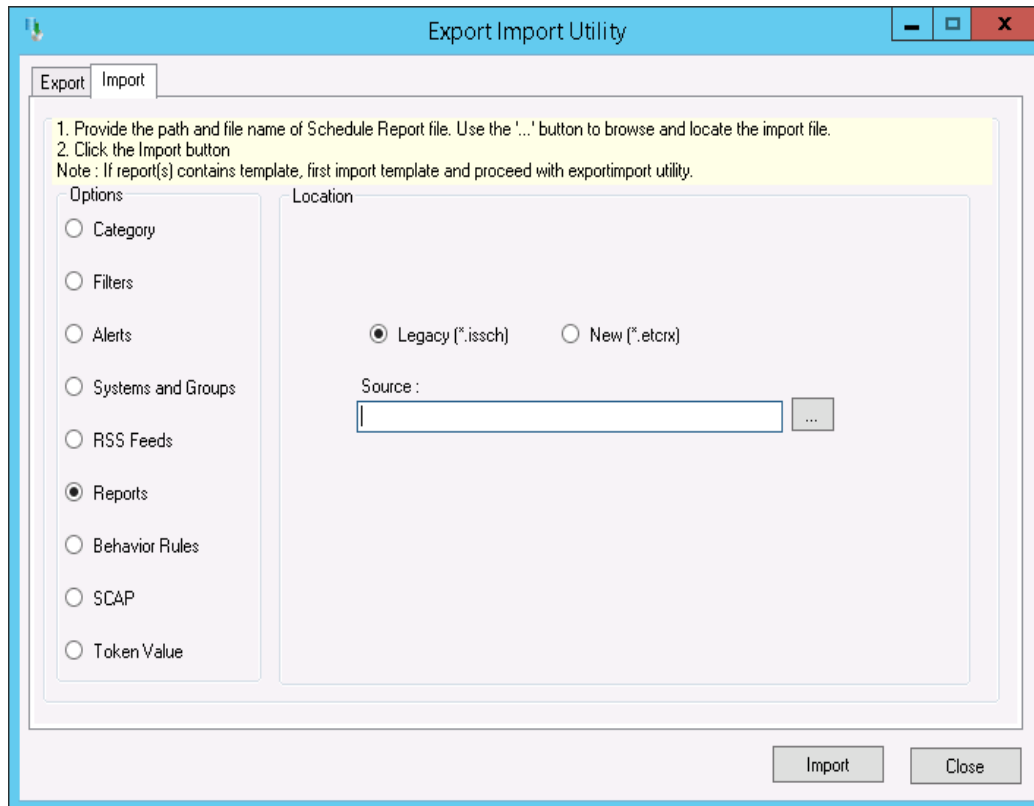 Export Import Utility
Export
Import
1. Provide the path and file name of Schedule Report file. Use the '...' button to browse and locate the import file.
2. Click the Import button
Note : If report(s) contains template, first import template and proceed with exportimport utility.
Options
Location
Category
Filters
Alerts
Legacy (*.issch)
New (*.etcrx)
Systems and Groups
Source :
...
RSS Feeds
Reports
Behavior Rules
SCAP
Token Value
Import
Close